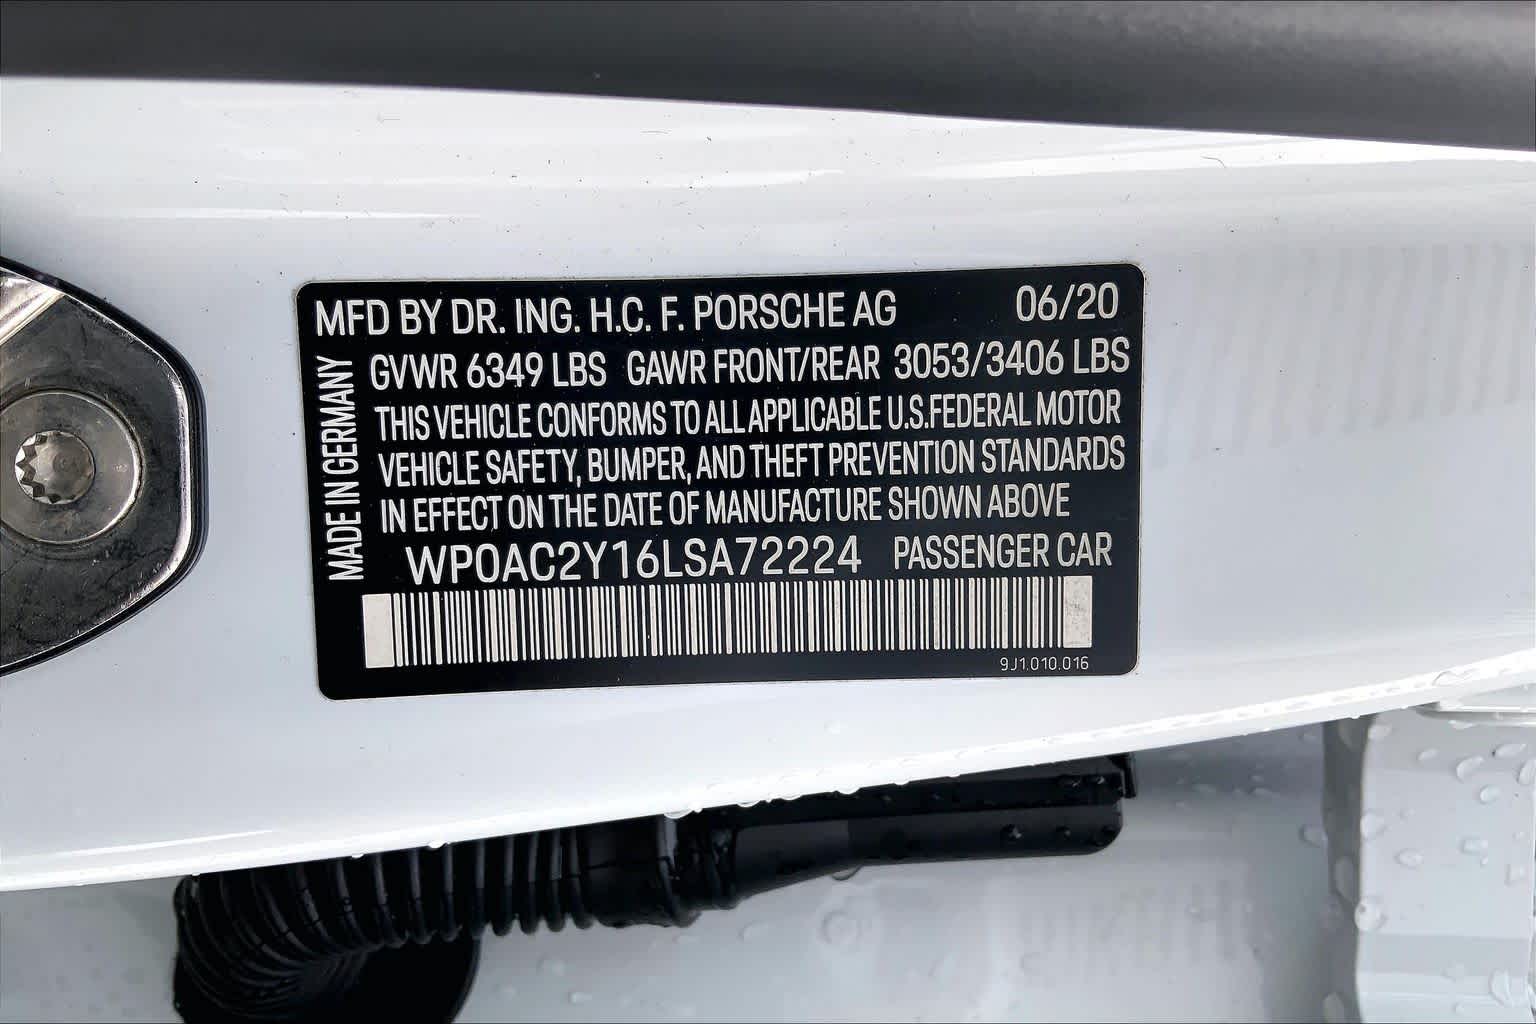 MFD BY DR. ING. H.C. F. PORSCHE AG 06/20
GVWR 6349 LBS GAWR FRONT/REAR 3053/3406 LBS
THIS VEHICLE CONFORMS TO ALL APPLICABLE U.S.FEDERAL MOTOR
VEHICLE SAFETY, BUMPER, AND THEFT PREVENTION STANDARDS
IN EFFECT ON THE DATE OF MANUFACTURE SHOWN ABOVE
WP0AC2Y16LSA72224 PASSENGER CAR
9J1.010.016
MADE IN GERMANY